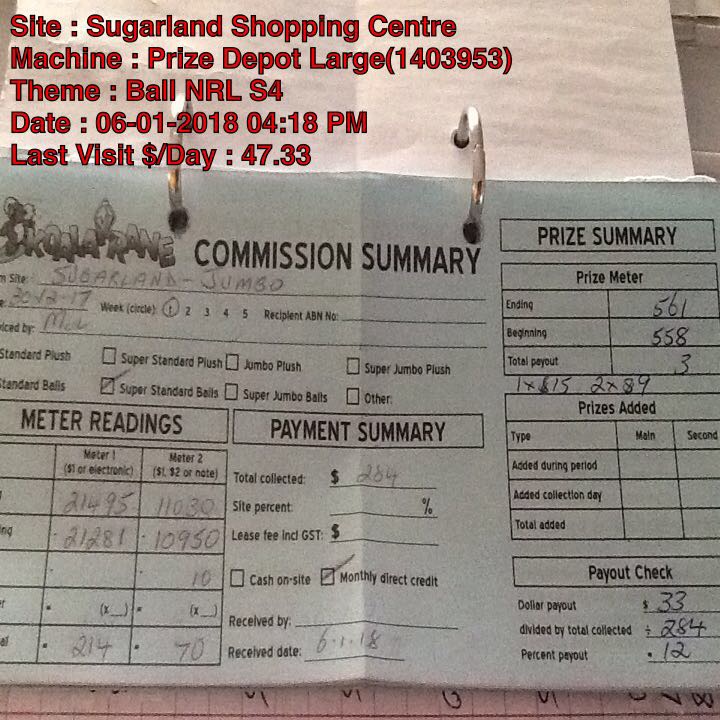 Site : Sugarland Shopping Centre
Machine : Prize Depot Large(1403953)
Theme : Ball NRL S4
Date : 06-01-2018 04:18 PM
Last Visit $/Day : 47.33
COMMISSION SUMMARY
Site: SUGARLAND - JUMBO
30-12-17 Week (circle): 1 2 3 4 5 Recipient ABN No:
iced by:
Standard Plush Super Standard Plush Jumbo Plush Super Jumbo Plush
Standard Balls Super Standard Balls Super Jumbo Balls Other:
METER READINGS
Meter 1 Meter 2
($1 or electronic) ($1, $2 or note)
21495 11030
21281 - 10950
10
(x__) = (x__)
214 70
PAYMENT SUMMARY
Total collected: $ 284
Site percent: %
Lease fee incl GST: $
Cash on-site Monthly direct credit
Received by:
Received date: 6.1.18
PRIZE SUMMARY
Prize Meter
Ending 561
Beginning 558
Total payout 3
1x$15 2x$9
Prizes Added
Type Main Second
Added during period
Added collection day
Total added
Payout Check
Dollar payout $ 33
divided by total collected ÷ 284
Percent payout .12